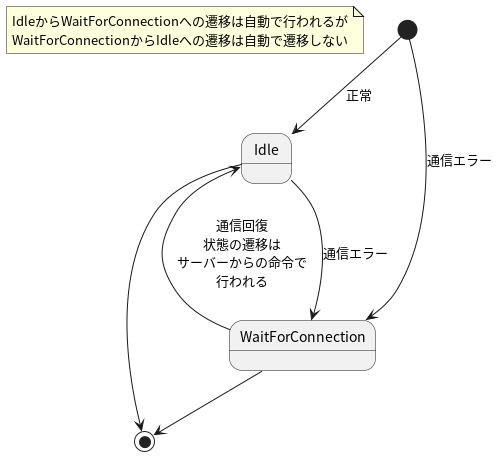 IdleからWaitForConnectionへの遷移は自動で行われるが
WaitForConnectionからIdleへの遷移は自動で遷移しない
正常
Idle
通信エラー
通信回復
状態の遷移は
サーバーからの命令で
行われる
通信エラー
WaitForConnection